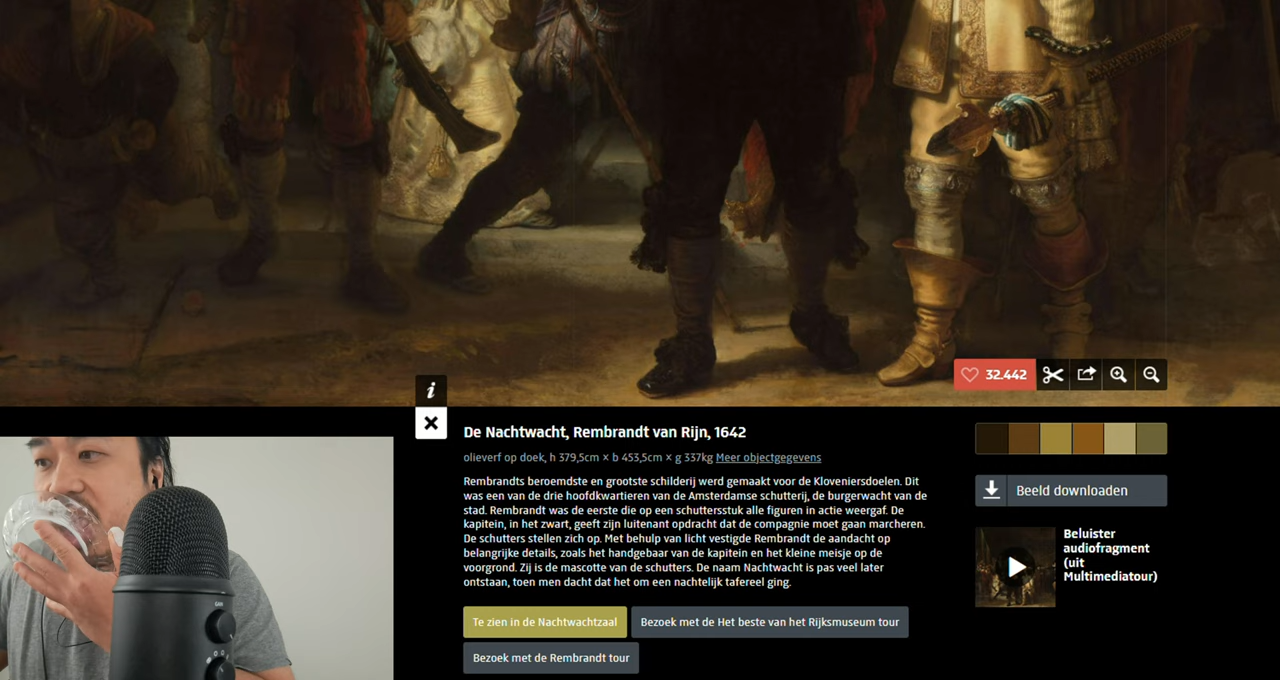 32.442
i
De Nachtwacht, Rembrandt van Rijn, 1642
olieverf op doek, h 379,5cm × b 453,5cm × g 337kg Meer objectgegevens
Rembrandts beroemdste en grootste schilderij werd gemaakt voor de Kloveniersdoelen. Dit
was een van de drie hoofdkwartieren van de Amsterdamse schutterij, de burgerwacht van de
stad. Rembrandt was de eerste die op een schuttersstuk alle figuren in actie weergaf. De
kapitein, in het zwart, geeft zijn luitenant opdracht dat de compagnie moet gaan marcheren.
De schutters stellen zich op. Met behulp van licht vestigde Rembrandt de aandacht op
belangrijke details, zoals het handgebaar van de kapitein en het kleine meisje op de
voorgrond. Zij is de mascotte van de schutters. De naam Nachtwacht is pas veel later
ontstaan, toen men dacht dat het om een nachtelijk tafereel ging.
Te zien in de Nachtwachtzaal
Bezoek met de Het beste van het Rijksmuseum tour
Bezoek met de Rembrandt tour
Beeld downloaden
Beluister
audiofragment
(uit
Multimediatour)
GAIN